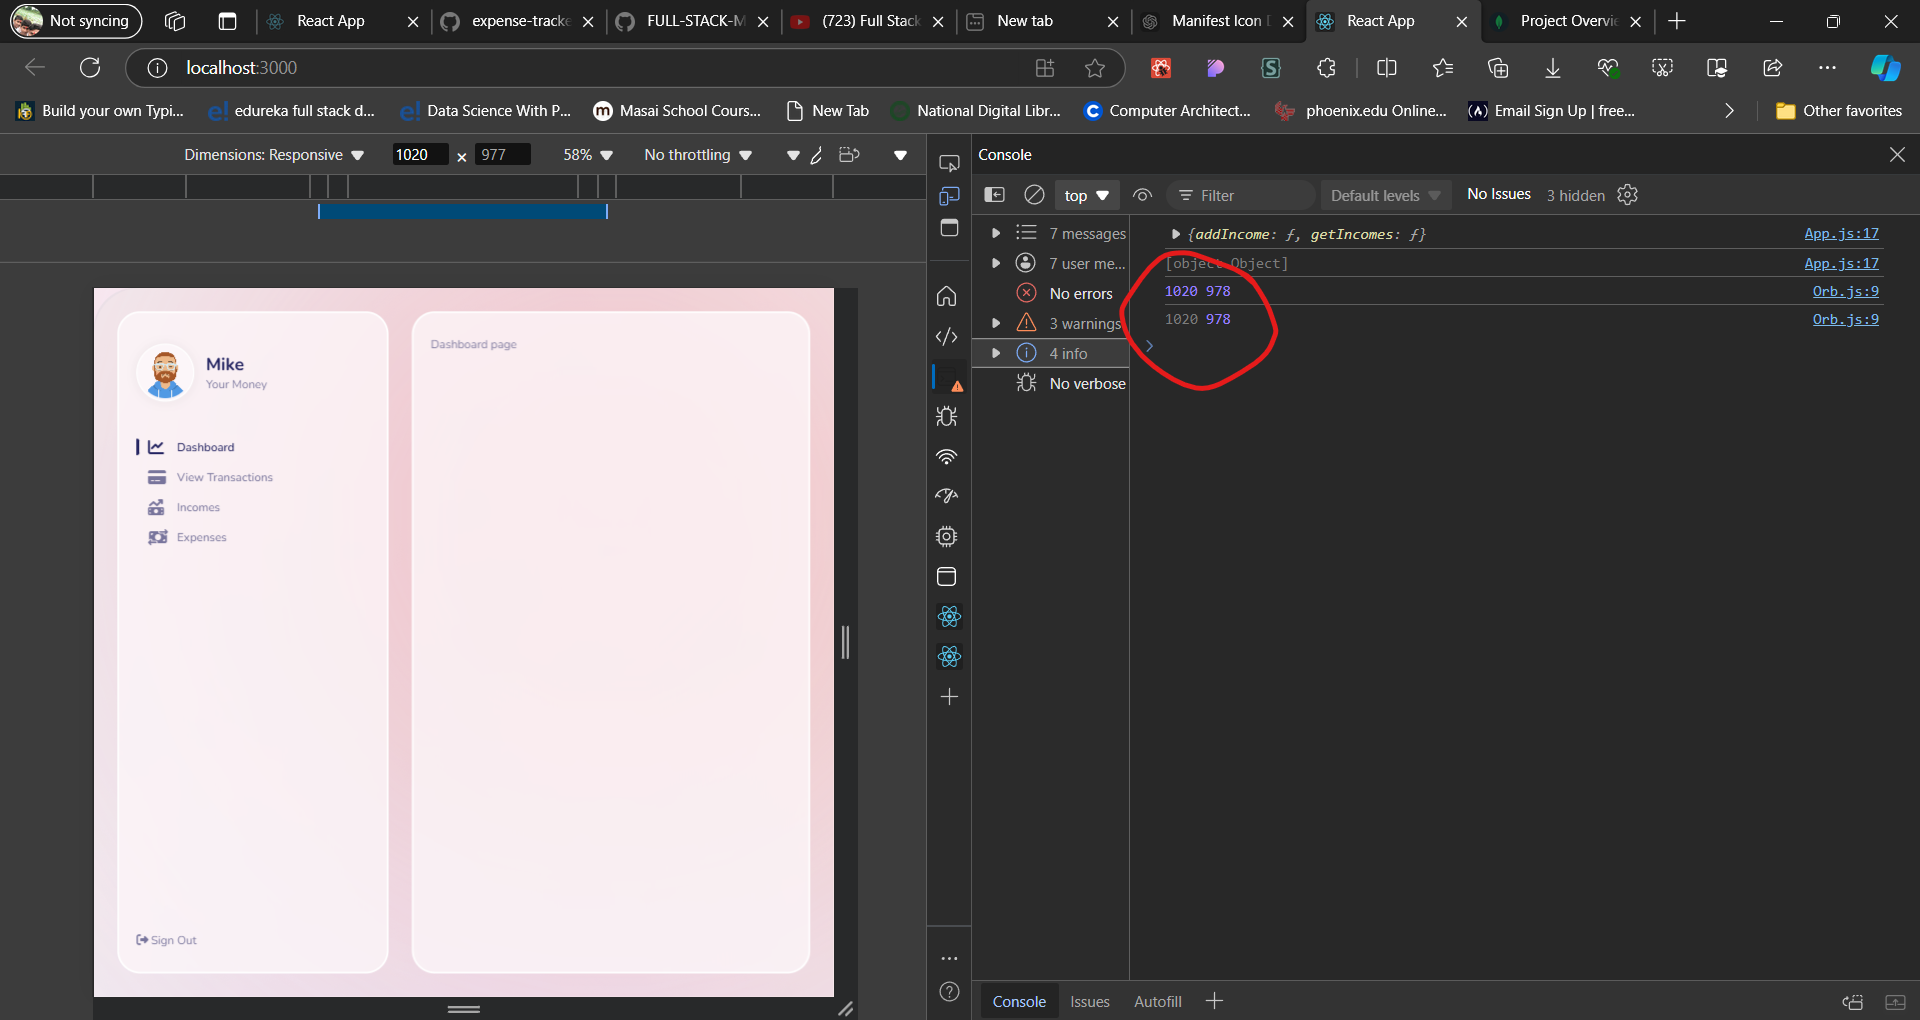 Not syncing
React App
expense-tracke
FULL-STACK-M
(723) Full Stack
New tab
Manifest Icon
React App
Project Overvi
localhost:3000
Build your own Typi...
edureka full stack d...
Data Science With P...
Masai School Cours...
New Tab
National Digital Libr...
Computer Architect...
phoenix.edu Online...
Email Sign Up | free...
Other favorites
Dimensions: Responsive
1020 × 977
58%
No throttling
Console
top
Filter
Default levels
No Issues
3 hidden
7 messages
7 user me...
No errors
3 warnings
4 info
No verbose
{addIncome: ƒ, getIncomes: ƒ}
App.js:17
[object Object]
App.js:17
1020 978
Orb.js:9
1020 978
Orb.js:9
Mike
Your Money
Dashboard
View Transactions
Incomes
Expenses
Sign Out
Dashboard page
Console
Issues
Autofill